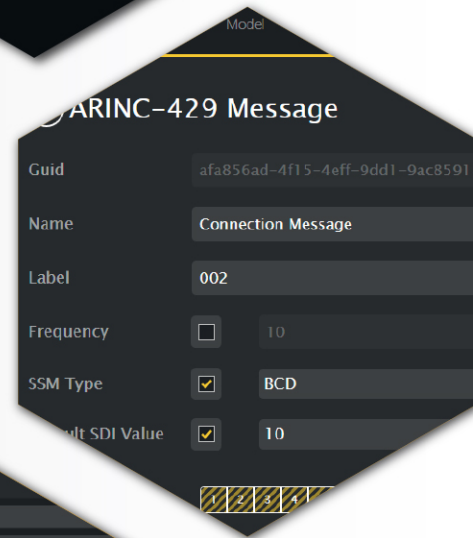 Model
ARINC-429 Message
Guid afa856ad-4f15-4eff-9dd1-9ac8591
Name Connection Message
Label 002
Frequency 10
SSM Type BCD
ult SDI Value 10
1 2 3 4